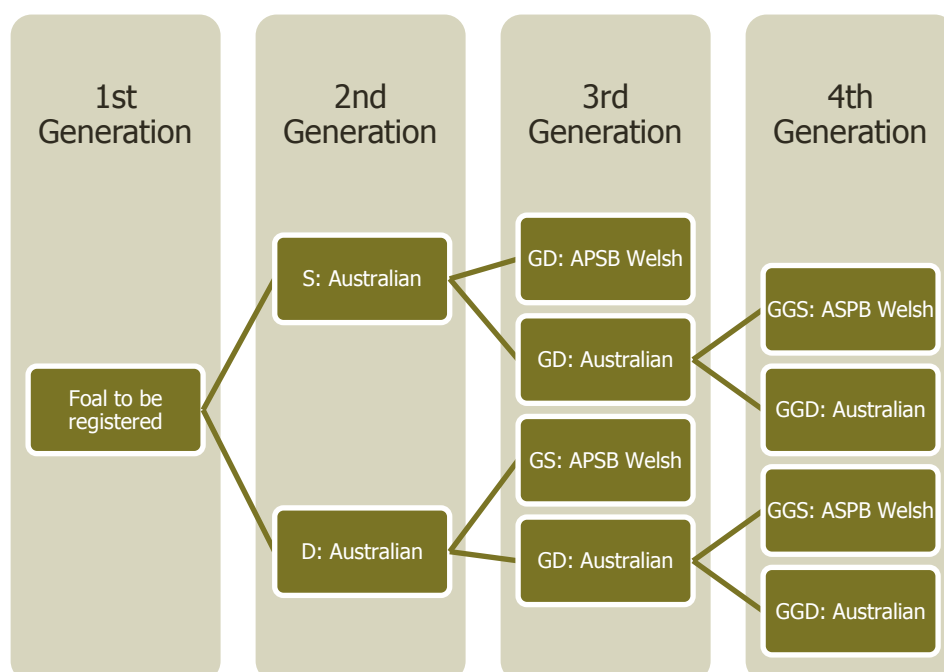 1st
Generation
2nd
Generation
3rd
Generation
4th
Generation
Foal to be
registered
S: Australian
D: Australian
GD: APSB Welsh
GD: Australian
GS: APSB Welsh
GD: Australian
GGS: ASPB Welsh
GGD: Australian
GGS: ASPB Welsh
GGD: Australian